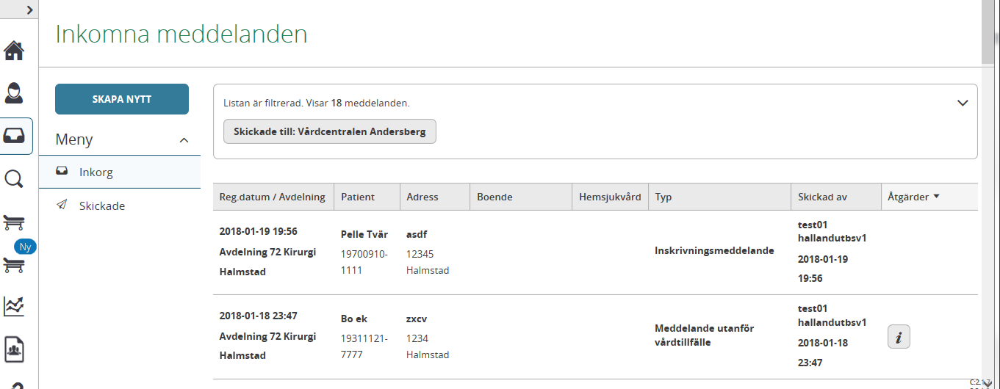 Inkomna meddelanden
SKAPA NYTT
Meny
Inkorg
Skickade
Ny
Listan är filtrerad. Visar 18 meddelanden.
Skickade till: Vårdcentralen Andersberg
Reg.datum / Avdelning Patient Adress Boende Hemsjukvård Typ Skickad av Åtgärder
2018-01-19 19:56
Avdelning 72 Kirurgi
Halmstad
Pelle Tvär
19700910-
1111
asdf
12345
Halmstad
Inskrivningsmeddelande
test01
hallandutbsv1
2018-01-19
19:56
2018-01-18 23:47
Avdelning 72 Kirurgi
Halmstad
Bo ek
19311121-
7777
zxcv
1234
Halmstad
Meddelande utanför
vårdtillfälle
test01
hallandutbsv1
2018-01-18
23:47
i